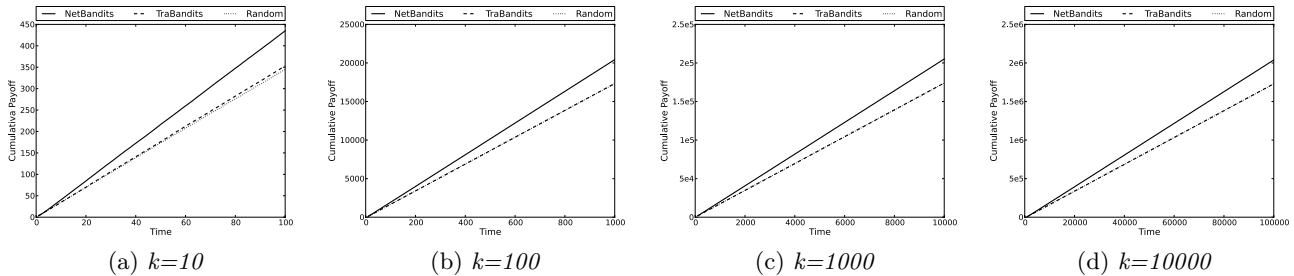 NetBandits TraBandits Random
450
400
350
300
250
200
150
100
50
0
Cumulativa Payoff
0 20 40 60 80 100
Time
(a) k=10
NetBandits TraBandits Random
25000
20000
15000
10000
5000
0
Cumulative Payoff
0 200 400 600 800 1000
Time
(b) k=100
NetBandits TraBandits Random
2.5e5
2e5
1.5e5
1e5
5e4
0
Cumulative Payoff
0 2000 4000 6000 8000 10000
Time
(c) k=1000
NetBandits TraBandits Random
2.5e6
2e6
1.5e6
1e6
5e5
0
Cumulative Payoff
0 20000 40000 60000 80000 100000
Time
(d) k=10000